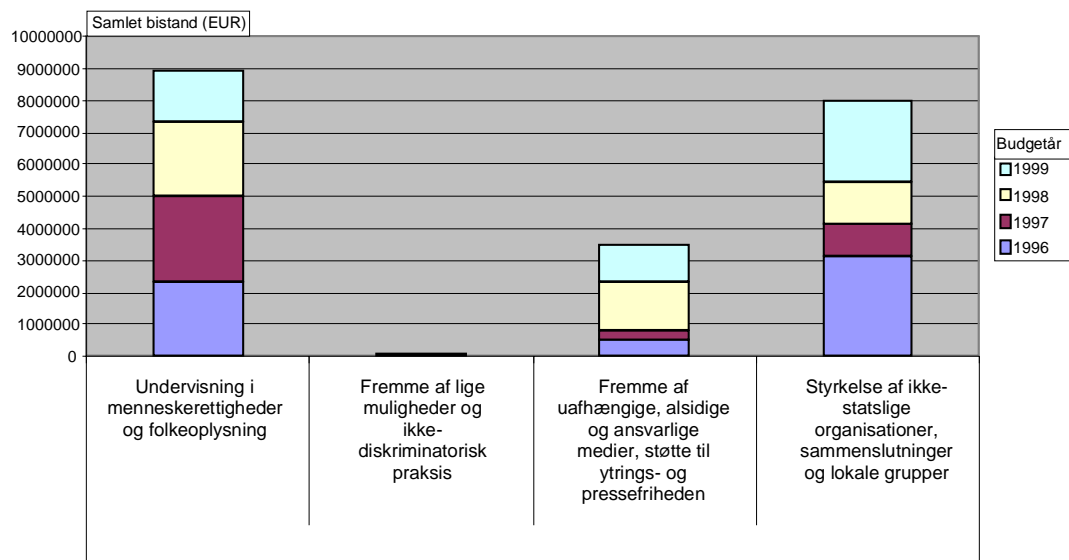 Samlet bistand (EUR)
10000000
9000000
8000000
7000000
6000000
5000000
4000000
3000000
2000000
1000000
0
Undervisning i
menneskerettigheder
og folkeoplysning
Fremme af lige
muligheder og
ikke-
diskriminatorisk
praksis
Fremme af
uafhængige, alsidige
og ansvarlige
medier, støtte til
ytrings- og
pressefriheden
Styrkelse af ikke-
statslige
organisationer,
sammenslutninger
og lokale grupper
Budgetår
1999
1998
1997
1996